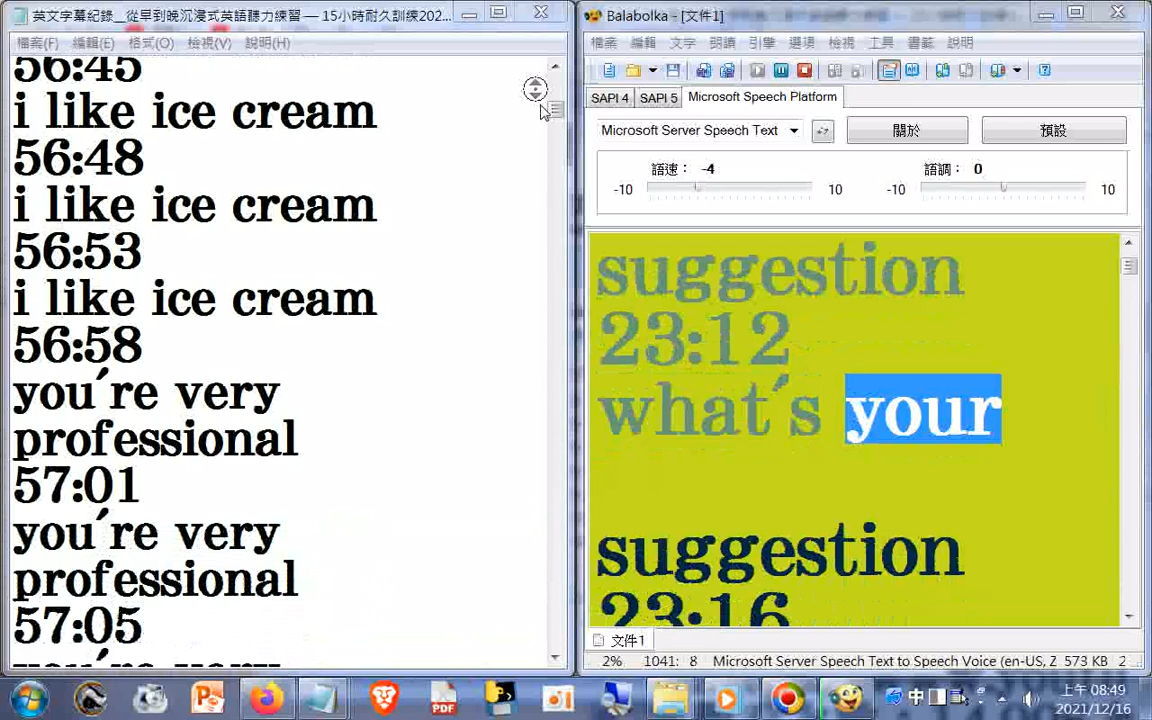 英文字幕紀錄__從早到晚沉浸式英語聽力練習 — 15小時耐久訓練202...
檔案(F) 編輯(E) 格式(O) 檢視(V) 說明(H)
56:45
i like ice cream
56:48
i like ice cream
56:53
i like ice cream
56:58
you´re very
professional
57:01
you´re very
professional
57:05
you´re very
Balabolka - [文件1]
檔案 編輯 文字 朗讀 引擎 選項 檢視 工具 書籤 說明
SAPI 4 SAPI 5 Microsoft Speech Platform
Microsoft Server Speech Text 關於 預設
語速： -4 語調： 0
-10 10 -10 10
suggestion
23:12
what´s your
suggestion
23:16
文件1
2% 1041: 8 Microsoft Server Speech Text to Speech Voice (en-US, Z 573 KB 2
PDF 中 上午 08:49
2021/12/16